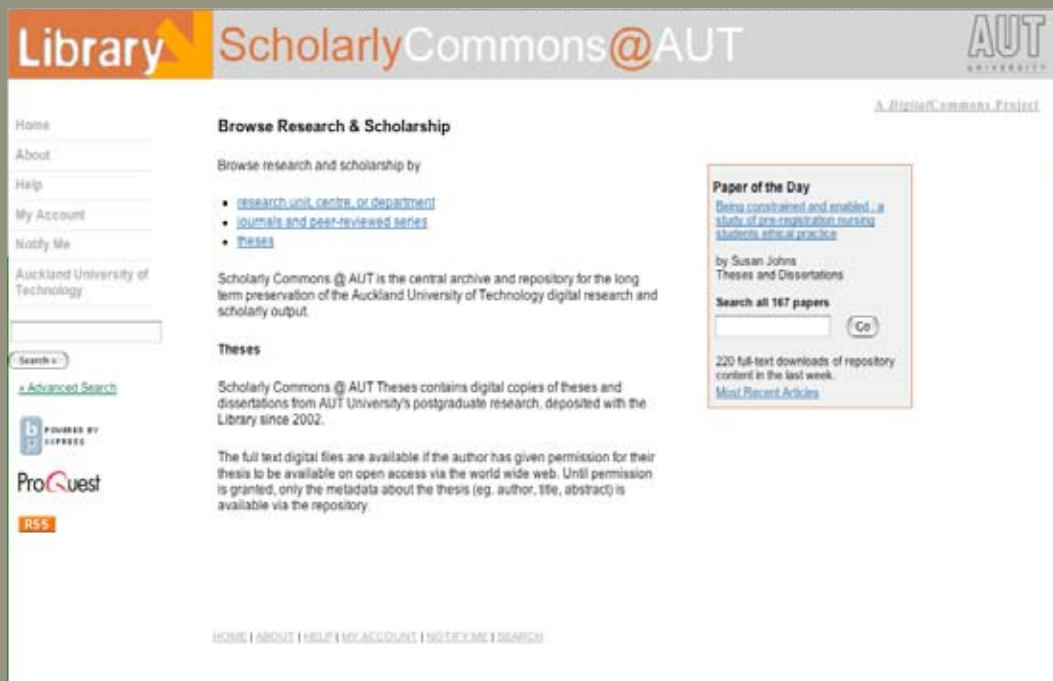 Library
ScholarlyCommons@AUT
AUT
UNIVERSITY
A DigitalCommons Project
Home
About
Help
My Account
Notify Me
Auckland University of
Technology
Search »
» Advanced Search
bp
POWERED BY
BEPRESS
ProQuest
RSS
Browse Research & Scholarship
Browse research and scholarship by
• research unit, centre, or department
• journals and peer-reviewed series
• theses
Scholarly Commons @ AUT is the central archive and repository for the long
term preservation of the Auckland University of Technology digital research and
scholarly output.
Theses
Scholarly Commons @ AUT Theses contains digital copies of theses and
dissertations from AUT University's postgraduate research, deposited with the
Library since 2002.
The full text digital files are available if the author has given permission for their
thesis to be available on open access via the world wide web. Until permission
is granted, only the metadata about the thesis (eg. author, title, abstract) is
available via the repository.
Paper of the Day
Being constrained and enabled : a
study of pre-registration nursing
students ethical practice
by Susan Johns
Theses and Dissertations
Search all 167 papers
Go
220 full-text downloads of repository
content in the last week.
Most Recent Articles
HOME | ABOUT | HELP | MY ACCOUNT | NOTIFY ME | SEARCH